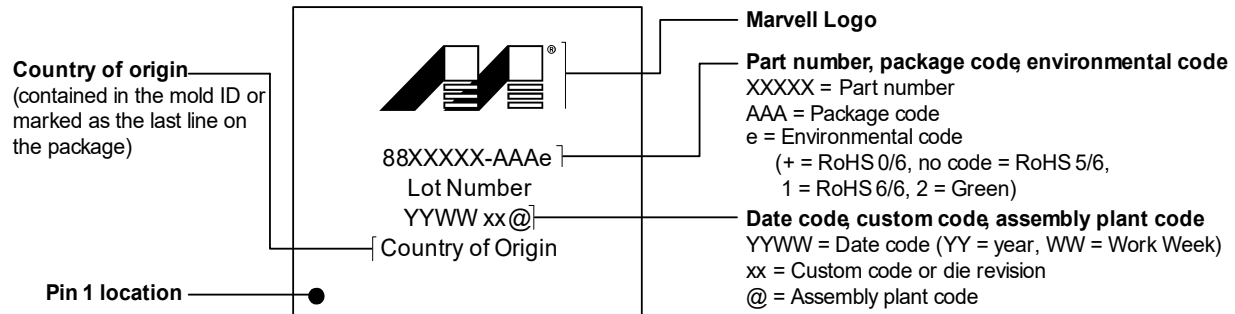 Marvell Logo
Country of origin
(contained in the mold ID or
marked as the last line on
the package)
®
88XXXXX-AAAe
Lot Number
YYWW xx@
Country of Origin
Part number, package code, environmental code
XXXXX = Part number
AAA = Package code
e = Environmental code
(+ = RoHS 0/6, no code = RoHS 5/6,
1 = RoHS 6/6, 2 = Green)
Date code, custom code, assembly plant code
YYWW = Date code (YY = year, WW = Work Week)
xx = Custom code or die revision
@ = Assembly plant code
Pin 1 location